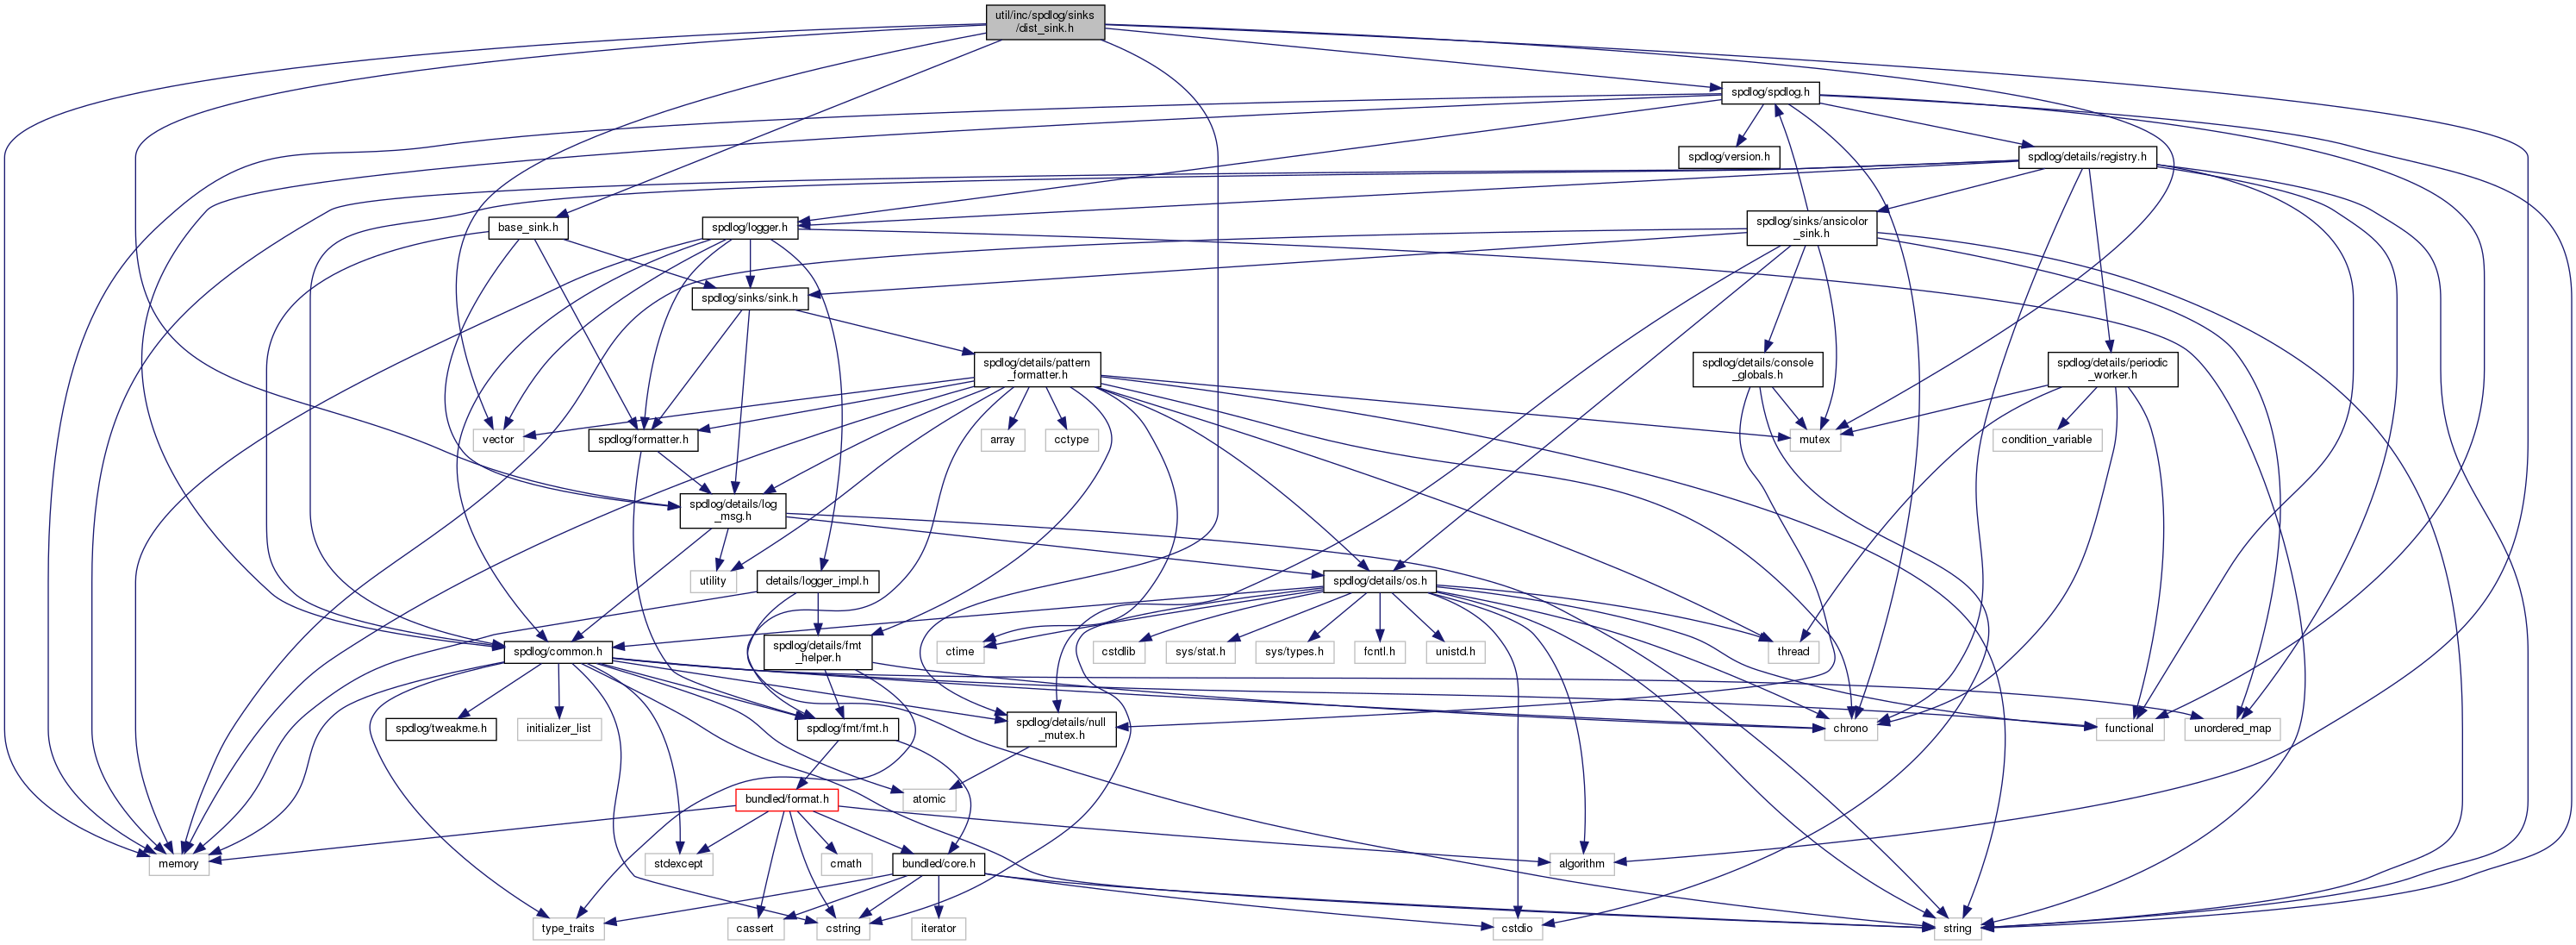 util/inc/spdlog/sinks
/dist_sink.h
spdlog/spdlog.h
spdlog/version.h
spdlog/details/registry.h
base_sink.h
spdlog/logger.h
spdlog/sinks/ansicolor
_sink.h
spdlog/sinks/sink.h
spdlog/details/pattern
_formatter.h
spdlog/details/console
_globals.h
spdlog/details/periodic
_worker.h
vector
spdlog/formatter.h
array
cctype
mutex
condition_variable
spdlog/details/log
_msg.h
utility
details/logger_impl.h
spdlog/details/os.h
spdlog/common.h
spdlog/details/fmt
_helper.h
ctime
cstdlib
sys/stat.h
sys/types.h
fcntl.h
unistd.h
thread
spdlog/tweakme.h
initializer_list
spdlog/fmt/fmt.h
spdlog/details/null
_mutex.h
chrono
functional
unordered_map
bundled/format.h
atomic
memory
stdexcept
cmath
bundled/core.h
algorithm
type_traits
cassert
cstring
iterator
cstdio
string